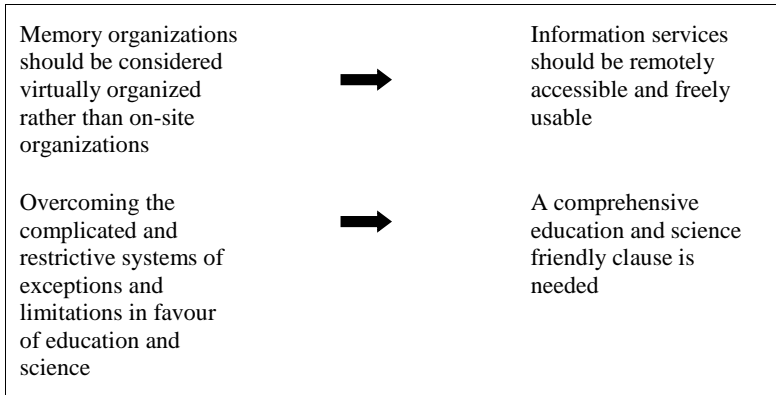 Memory organizations
should be considered
virtually organized
rather than on-site
organizations
Information services
should be remotely
accessible and freely
usable
Overcoming the
complicated and
restrictive systems of
exceptions and
limitations in favour
of education and
science
A comprehensive
education and science
friendly clause is
needed